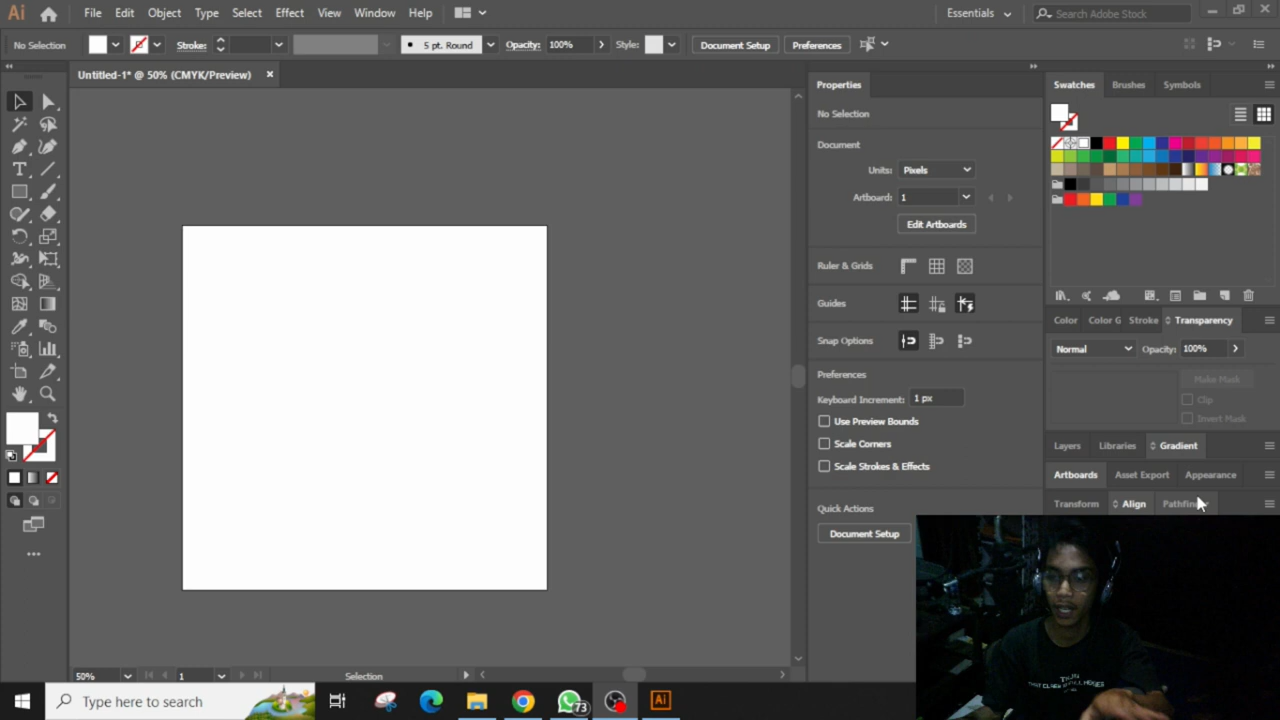 Ai File Edit Object Type Select Effect View Window Help Essentials Search Adobe Stock
No Selection Stroke: 5 pt. Round Opacity: 100% Style: Document Setup Preferences
Untitled-1* @ 50% (CMYK/Preview)
Properties
No Selection
Document
Units: Pixels
Artboard: 1
Edit Artboards
Ruler & Grids
Guides
Snap Options
Preferences
Keyboard Increment: 1 px
Use Preview Bounds
Scale Corners
Scale Strokes & Effects
Quick Actions
Document Setup
Swatches Brushes Symbols
Color Color G Stroke Transparency
Normal Opacity: 100%
Make Mask
Clip
Invert Mask
Layers Libraries Gradient
Artboards Asset Export Appearance
Transform Align
50% 1 Selection
Type here to search
73
Ai